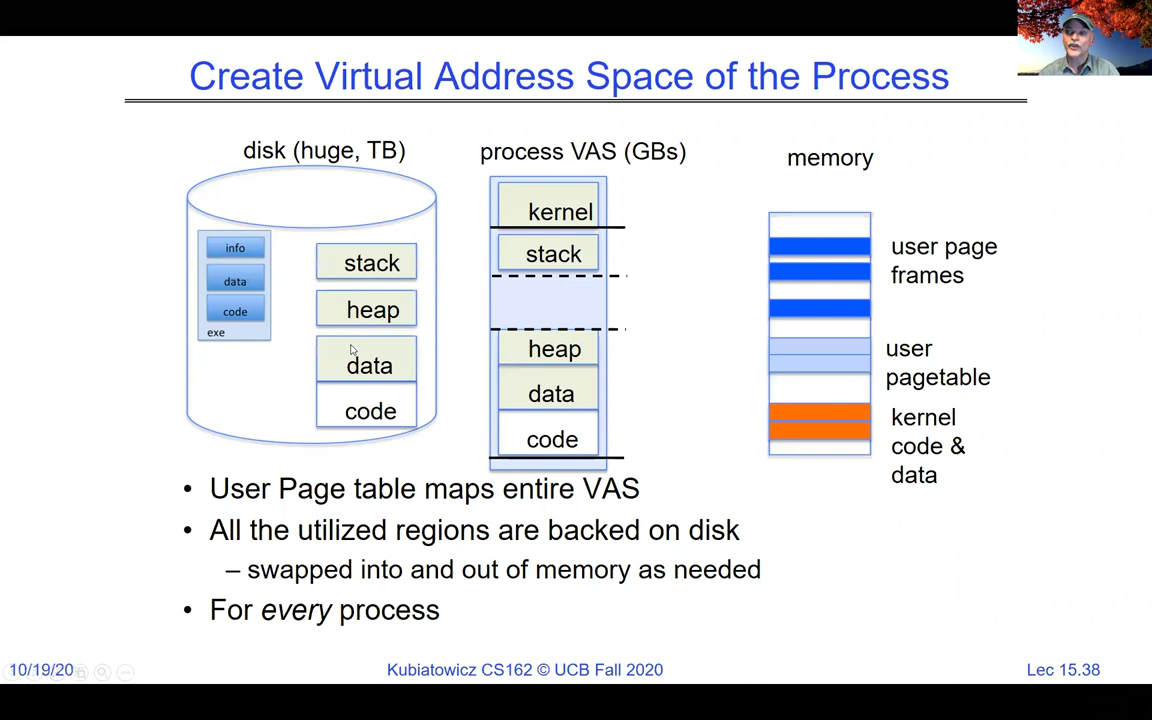 Create Virtual Address Space of the Process
disk (huge, TB)
process VAS (GBs)
memory
info
data
code
exe
stack
heap
data
code
kernel
stack
heap
data
code
user page
frames
user
pagetable
kernel
code &
data
• User Page table maps entire VAS
• All the utilized regions are backed on disk
– swapped into and out of memory as needed
• For every process
10/19/20
Kubiatowicz CS162 © UCB Fall 2020
Lec 15.38